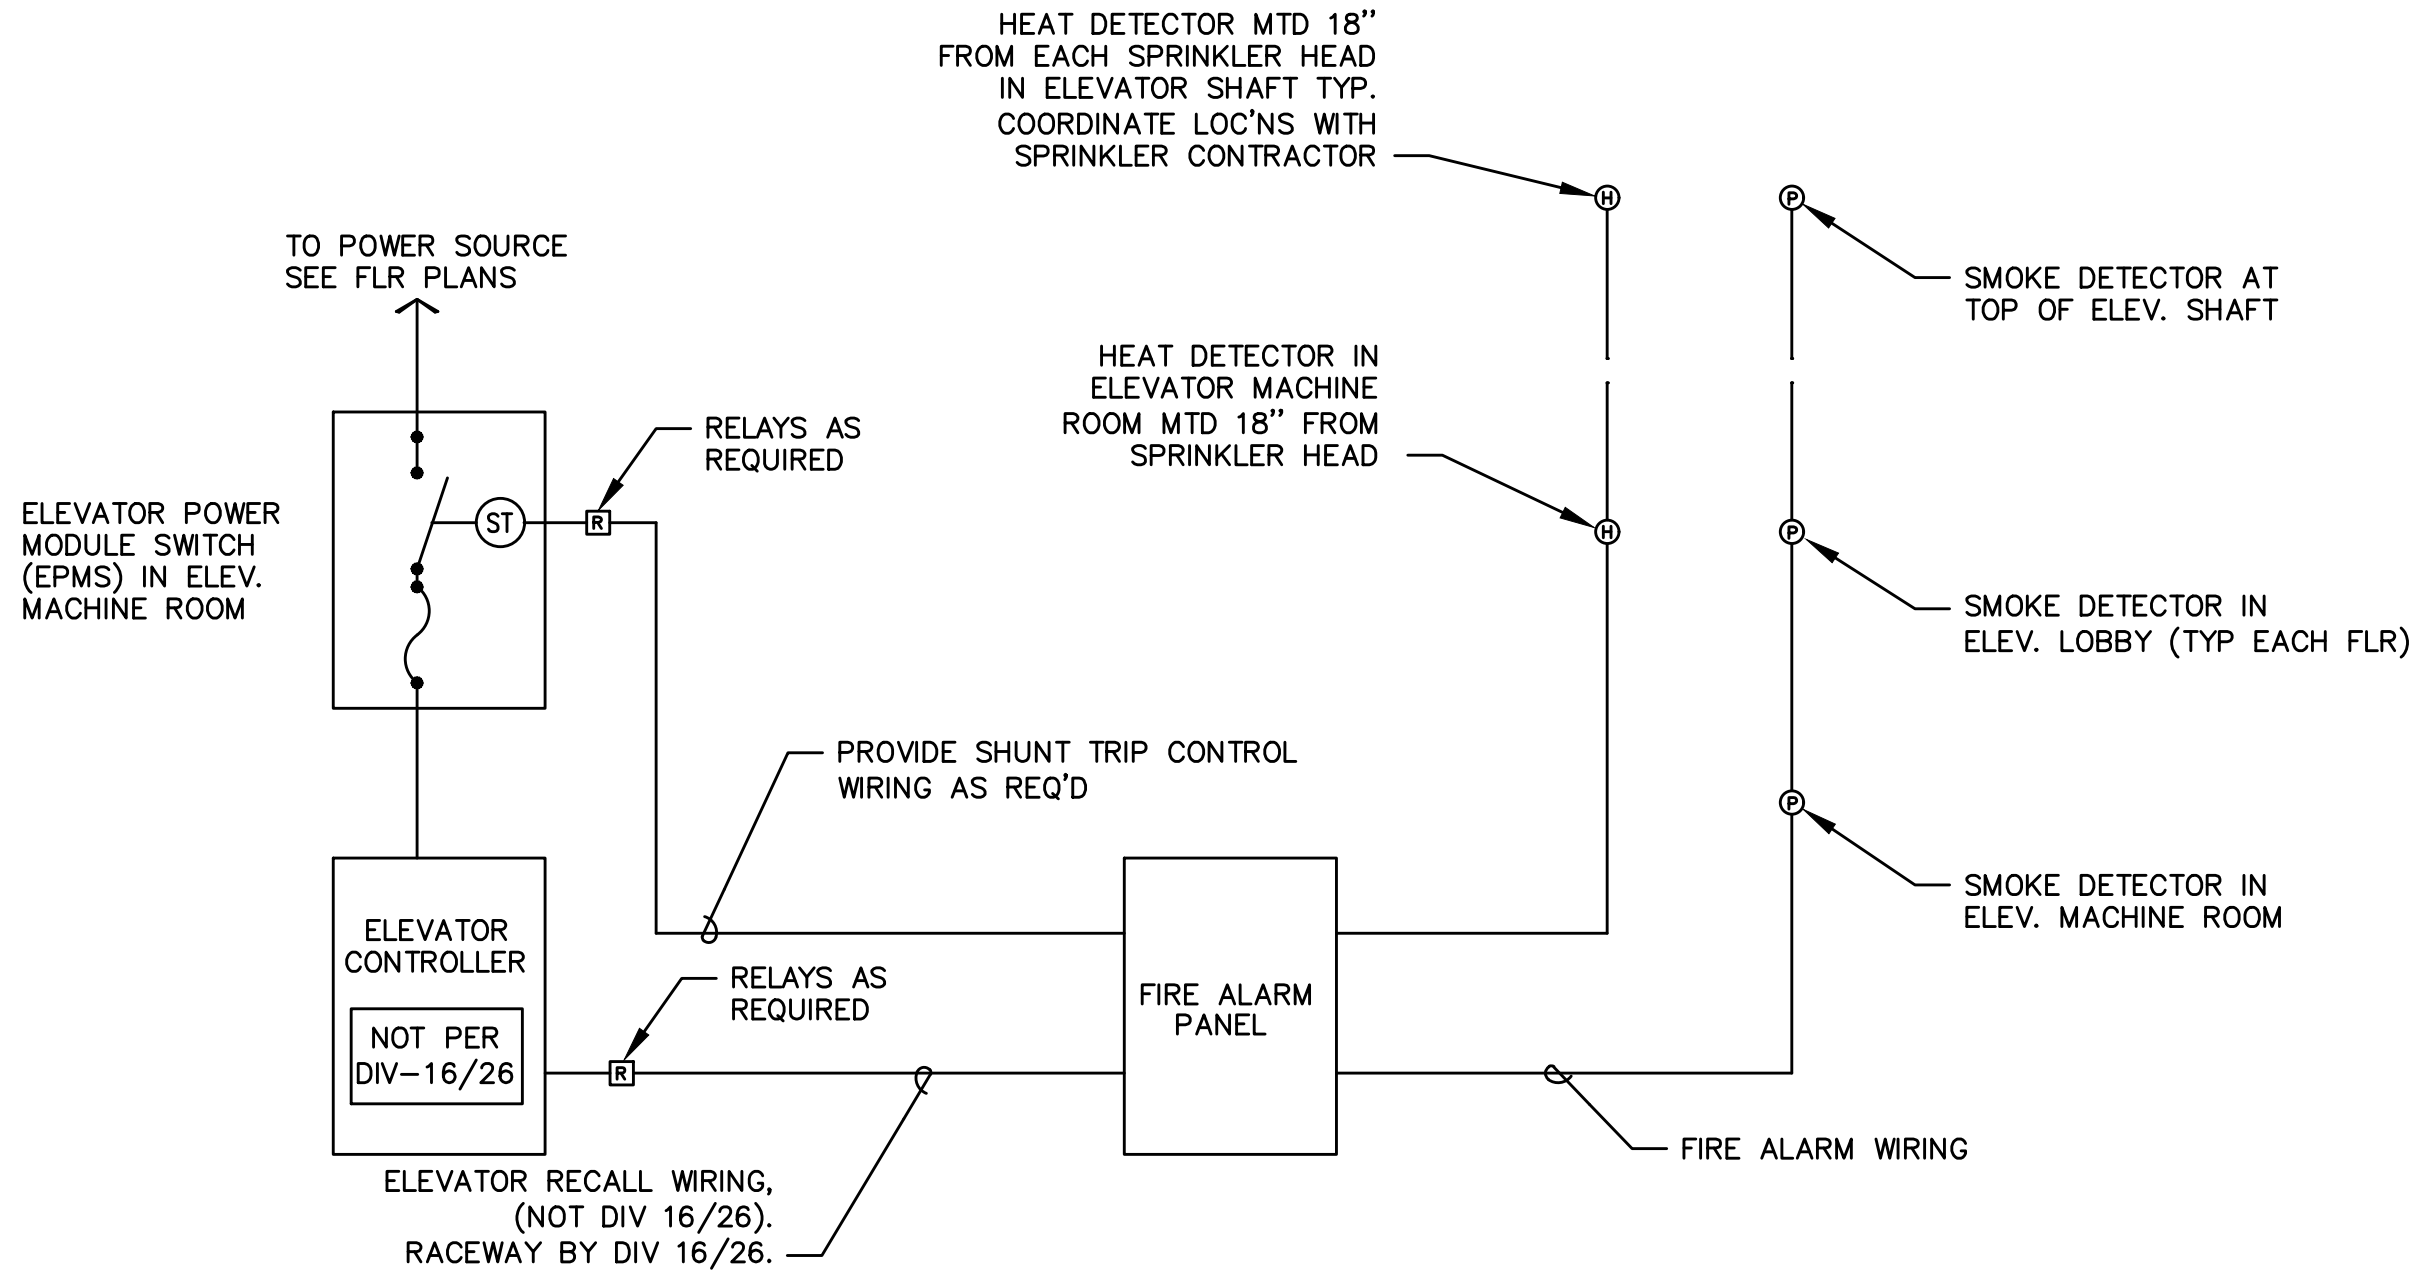 HEAT DETECTOR MTD 18"
FROM EACH SPRINKLER HEAD
IN ELEVATOR SHAFT TYP.
COORDINATE LOC'NS WITH
SPRINKLER CONTRACTOR
H
P
TO POWER SOURCE
SEE FLR PLANS
SMOKE DETECTOR AT
TOP OF ELEV. SHAFT
HEAT DETECTOR IN
ELEVATOR MACHINE
ROOM MTD 18" FROM
SPRINKLER HEAD
RELAYS AS
REQUIRED
ELEVATOR POWER
MODULE SWITCH
(EPMS) IN ELEV.
MACHINE ROOM
ST
R
H
P
SMOKE DETECTOR IN
ELEV. LOBBY (TYP EACH FLR)
PROVIDE SHUNT TRIP CONTROL
WIRING AS REQ'D
P
SMOKE DETECTOR IN
ELEV. MACHINE ROOM
ELEVATOR
CONTROLLER
NOT PER
DIV-16/26
RELAYS AS
REQUIRED
R
FIRE ALARM
PANEL
FIRE ALARM WIRING
ELEVATOR RECALL WIRING,
(NOT DIV 16/26).
RACEWAY BY DIV 16/26.